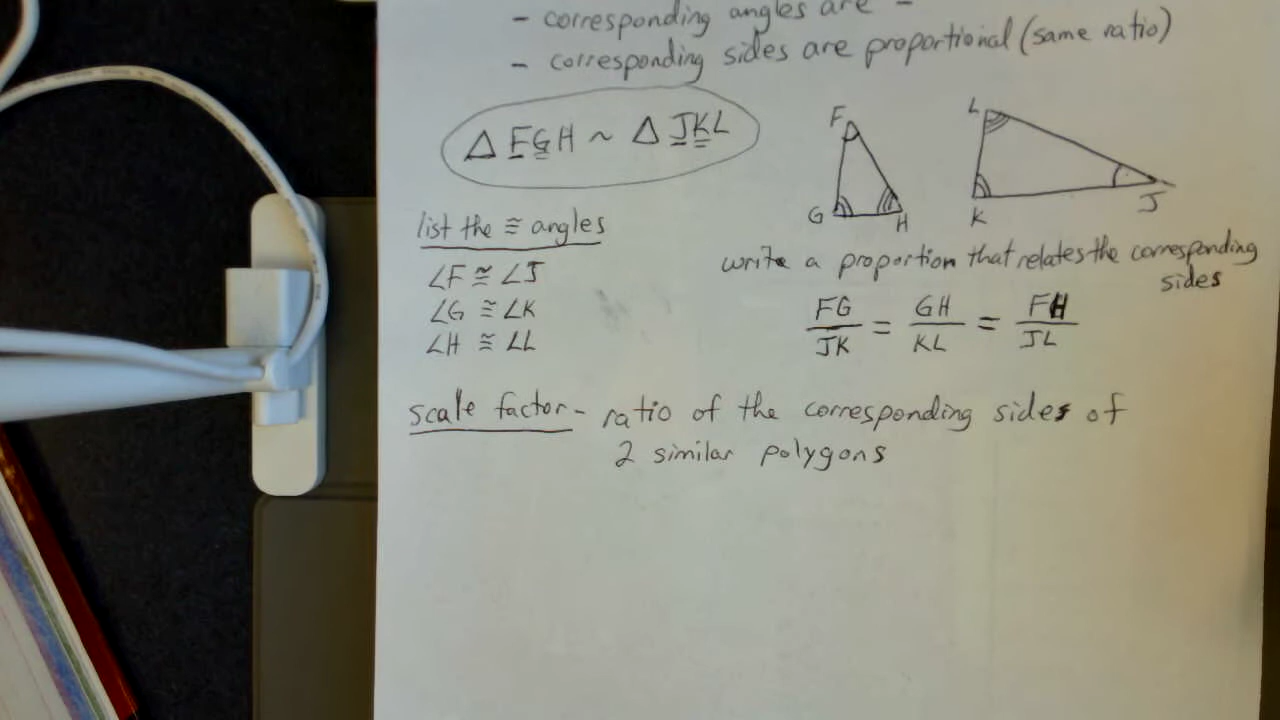 - corresponding angles are
- corresponding sides are proportional (same ratio)
△ FGH ~ △ JKL
F
G
H
L
K
J
list the ≅ angles
∠F ≅ ∠J
∠G ≅ ∠K
∠H ≅ ∠L
write a proportion that relates the corresponding
sides
FG/JK = GH/KL = FH/JL
scale factor - ratio of the corresponding sides of
2 similar polygons